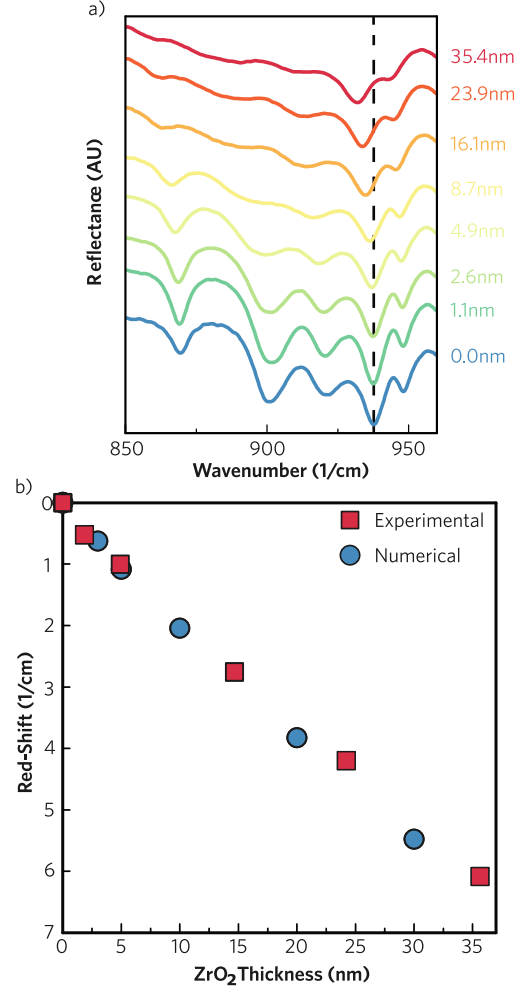 a)
35.4nm
23.9nm
16.1nm
8.7nm
4.9nm
2.6nm
1.1nm
0.0nm
Reflectance (AU)
850 900 950
Wavenumber (1/cm)
b)
Experimental
Numerical
0
1
2
3
4
5
6
7
Red-Shift (1/cm)
0 5 10 15 20 25 30 35
ZrO₂Thickness (nm)